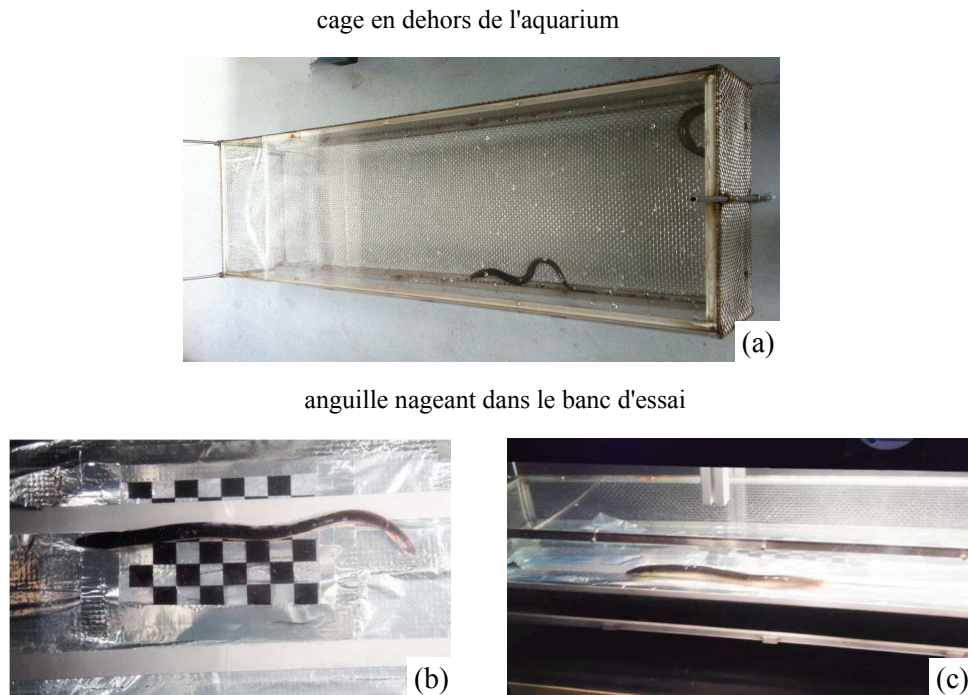 cage en dehors de l'aquarium
(a)
anguille nageant dans le banc d'essai
(b)
(c)